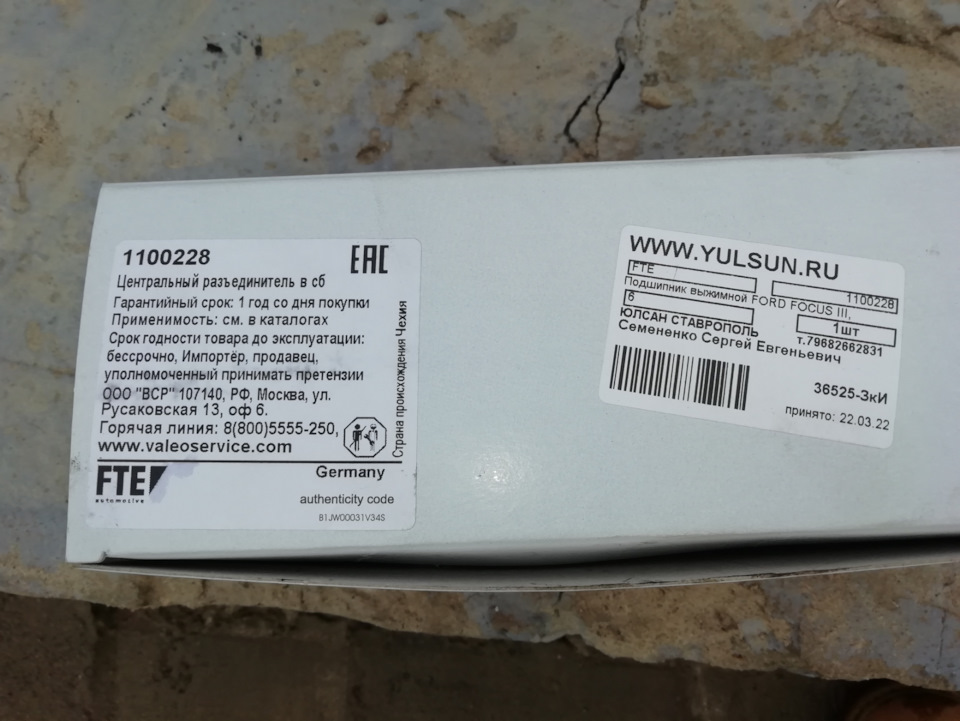 1100228
EAC
Центральный разъединитель в сб
Гарантийный срок: 1 год со дня покупки
Применимость: см. в каталогах
Срок годности товара до эксплуатации:
бессрочно, Импортёр, продавец,
уполномоченный принимать претензии
ООО "ВСР" 107140, РФ, Москва, ул.
Русаковская 13, оф 6.
Горячая линия: 8(800)5555-250,
www.valeoservice.com
Страна происхождения Чехия
FTE
automotive
Germany
authenticity code
B1JW00031V34S
WWW.YULSUN.RU
FTE
1100228
Подшипник выжимной FORD FOCUS III,
6
1шт
ЮЛСАН СТАВРОПОЛЬ
т.79682662831
Семененко Сергей Евгеньевич
36525-ЗкИ
принято: 22.03.22